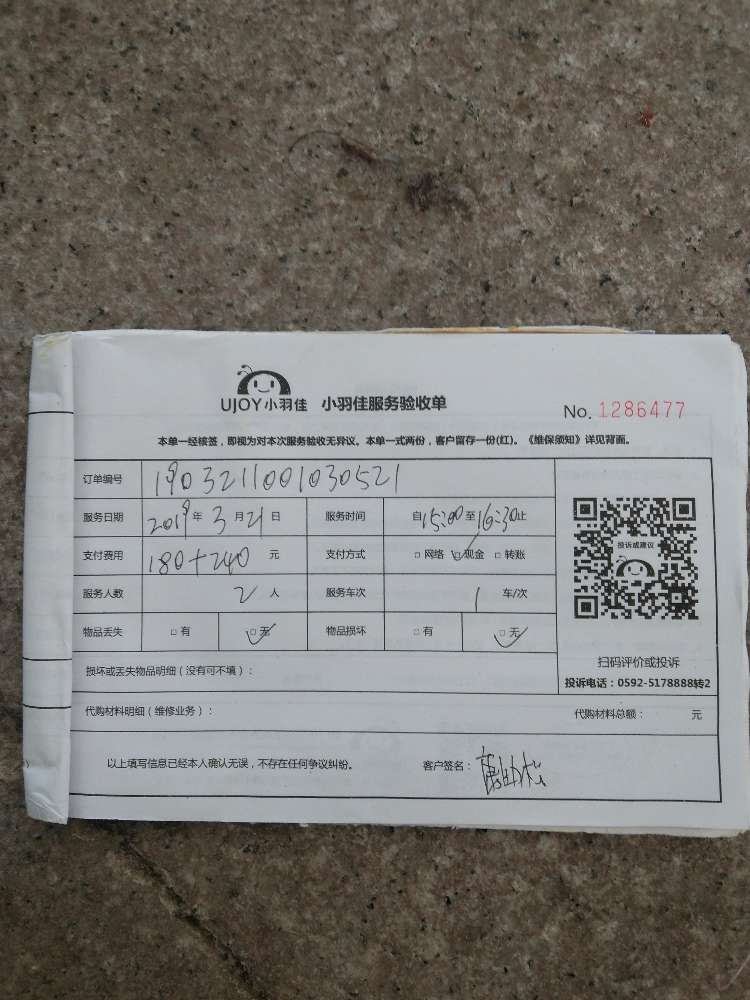 UJOY小羽佳 小羽佳服务验收单
No. 1286477
本单一经核签，即视为对本次服务验收无异议。本单一式两份，客户留存一份(红)。《维保须知》详见背面。
订单编号 1903211001030521
服务日期 2019年 3月21日 服务时间 自15:00至16:30止
支付费用 180+240 元 支付方式 □网络 ☑现金 □转账
服务人数 2 人 服务车次 1 车/次
物品丢失 □有 ☑无 物品损坏 □有 ☑无
投诉或建议
扫码评价或投诉
投诉电话：0592-5178888转2
损坏或丢失物品明细（没有可不填）：
代购材料明细（维修业务）： 代购材料总额： 元
以上填写信息已经本人确认无误，不存在任何争议纠纷。 客户签名：